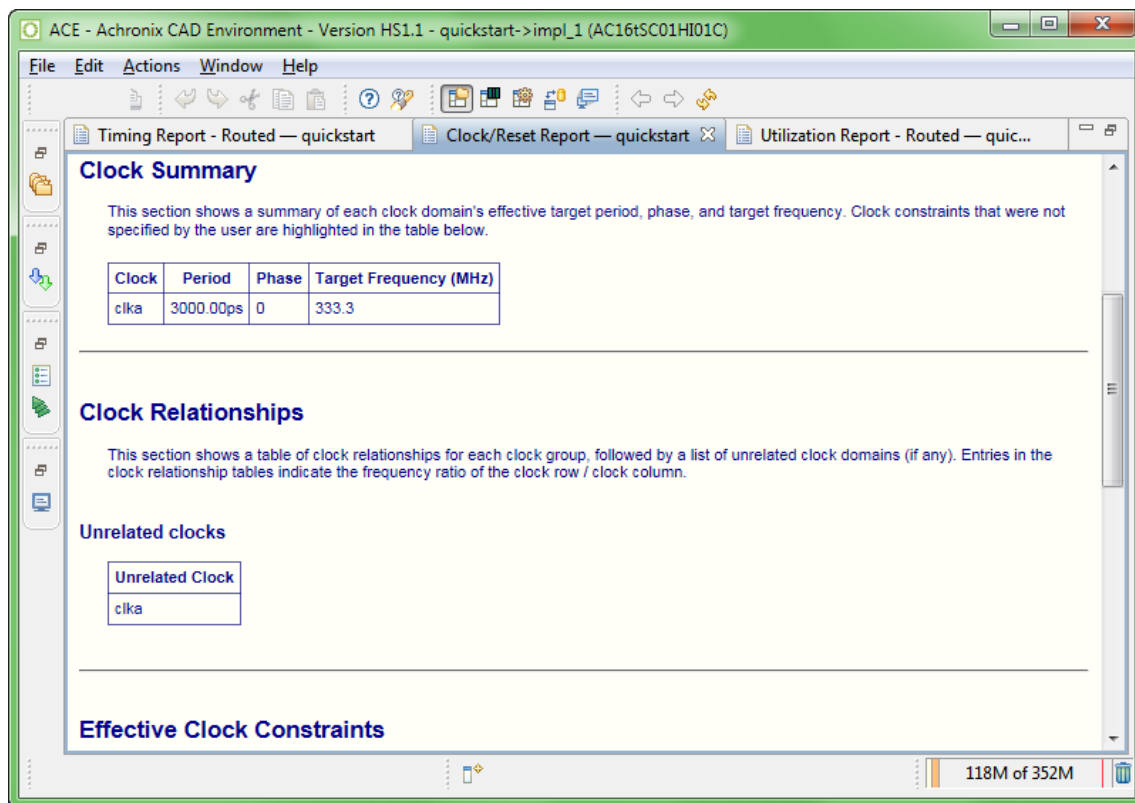 ACE - Achronix CAD Environment - Version HS1.1 - quickstart->impl_1 (AC16tSC01HI01C)
File Edit Actions Window Help
Timing Report - Routed — quickstart Clock/Reset Report — quickstart Utilization Report - Routed — quic...
Clock Summary
This section shows a summary of each clock domain's effective target period, phase, and target frequency. Clock constraints that were not
specified by the user are highlighted in the table below.
Clock Period Phase Target Frequency (MHz)
clka 3000.00ps 0 333.3
Clock Relationships
This section shows a table of clock relationships for each clock group, followed by a list of unrelated clock domains (if any). Entries in the
clock relationship tables indicate the frequency ratio of the clock row / clock column.
Unrelated clocks
Unrelated Clock
clka
Effective Clock Constraints
118M of 352M